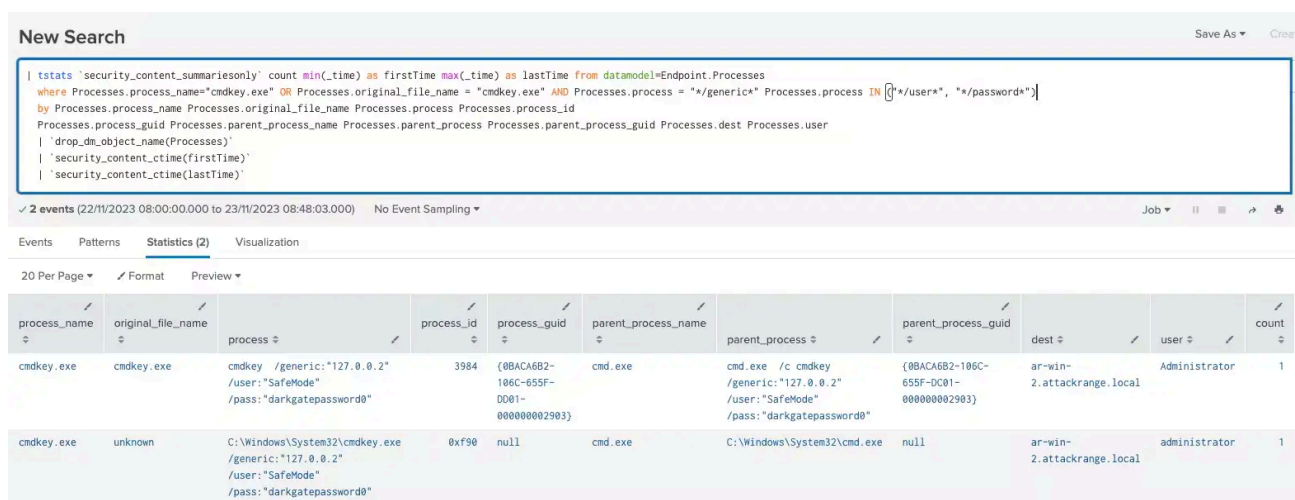 New Search
Save As
| tstats `security_content_summariesonly` count min(_time) as firstTime max(_time) as lastTime from datamodel=Endpoint.Processes
where Processes.process_name="cmdkey.exe" OR Processes.original_file_name = "cmdkey.exe" AND Processes.process = "*/generic*" Processes.process IN ("*/user*", "*/password*")
by Processes.process_name Processes.original_file_name Processes.process Processes.process_id
Processes.process_guid Processes.parent_process_name Processes.parent_process Processes.parent_process_guid Processes.dest Processes.user
| `drop_dm_object_name(Processes)`
| `security_content_ctime(firstTime)`
| `security_content_ctime(lastTime)`
✓ 2 events (22/11/2023 08:00:00.000 to 23/11/2023 08:48:03.000) No Event Sampling
Job
Events Patterns Statistics (2) Visualization
20 Per Page Format Preview
process_name original_file_name process process_id process_guid parent_process_name parent_process parent_process_guid dest user count
cmdkey.exe cmdkey.exe cmdkey /generic:"127.0.0.2" 3984 {0BACA6B2- cmd.exe cmd.exe /c cmdkey {0BACA6B2-106C- ar-win- Administrator 1
/user:"SafeMode" 106C-655F- /generic:"127.0.0.2" 655F-DC01- 2.attackrange.local
/pass:"darkgatepassword0" DD01- /user:"SafeMode" 000000002903}
000000002903} /pass:"darkgatepassword0"
cmdkey.exe unknown C:\Windows\System32\cmdkey.exe 0xf90 null cmd.exe C:\Windows\System32\cmd.exe null ar-win- administrator 1
/generic:"127.0.0.2" 2.attackrange.local
/user:"SafeMode"
/pass:"darkgatepassword0"